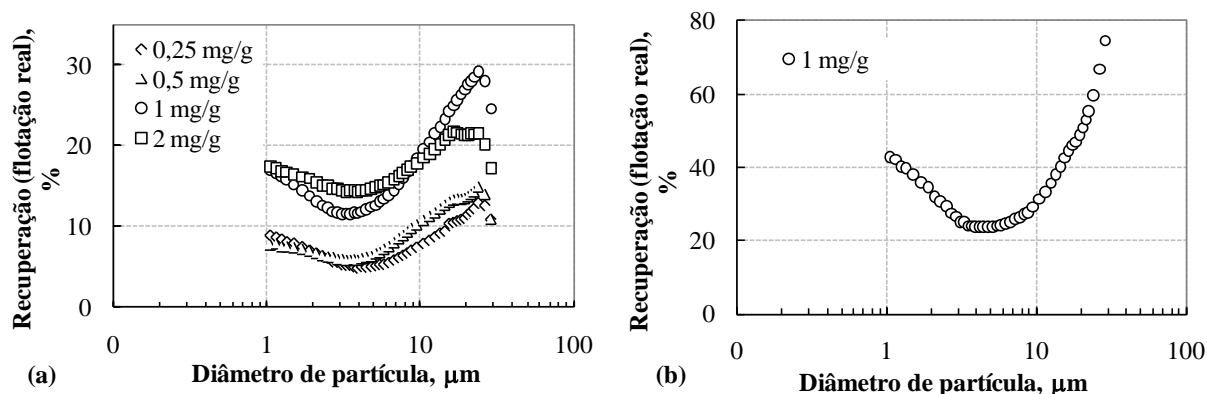 Recuperação (flotação real), %
0,25 mg/g
0,5 mg/g
1 mg/g
2 mg/g
30
20
10
0
0 1 10 100
(a)
Diâmetro de partícula, μm
Recuperação (flotação real), %
1 mg/g
80
60
40
20
0
0 1 10 100
(b)
Diâmetro de partícula, μm